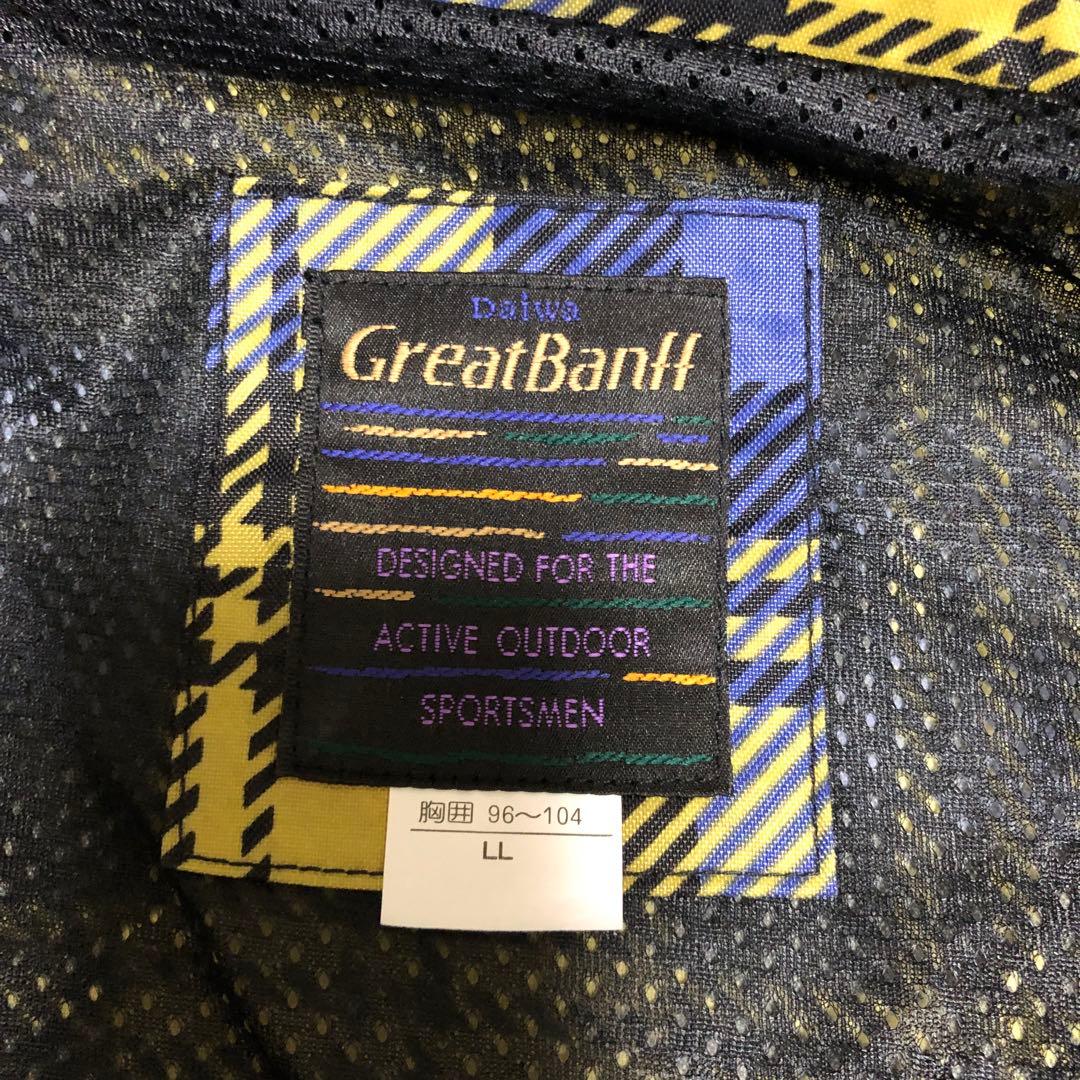 Daiwa
GreatBanff
DESIGNED FOR THE
ACTIVE OUTDOOR
SPORTSMEN
胸囲 96〜104
LL